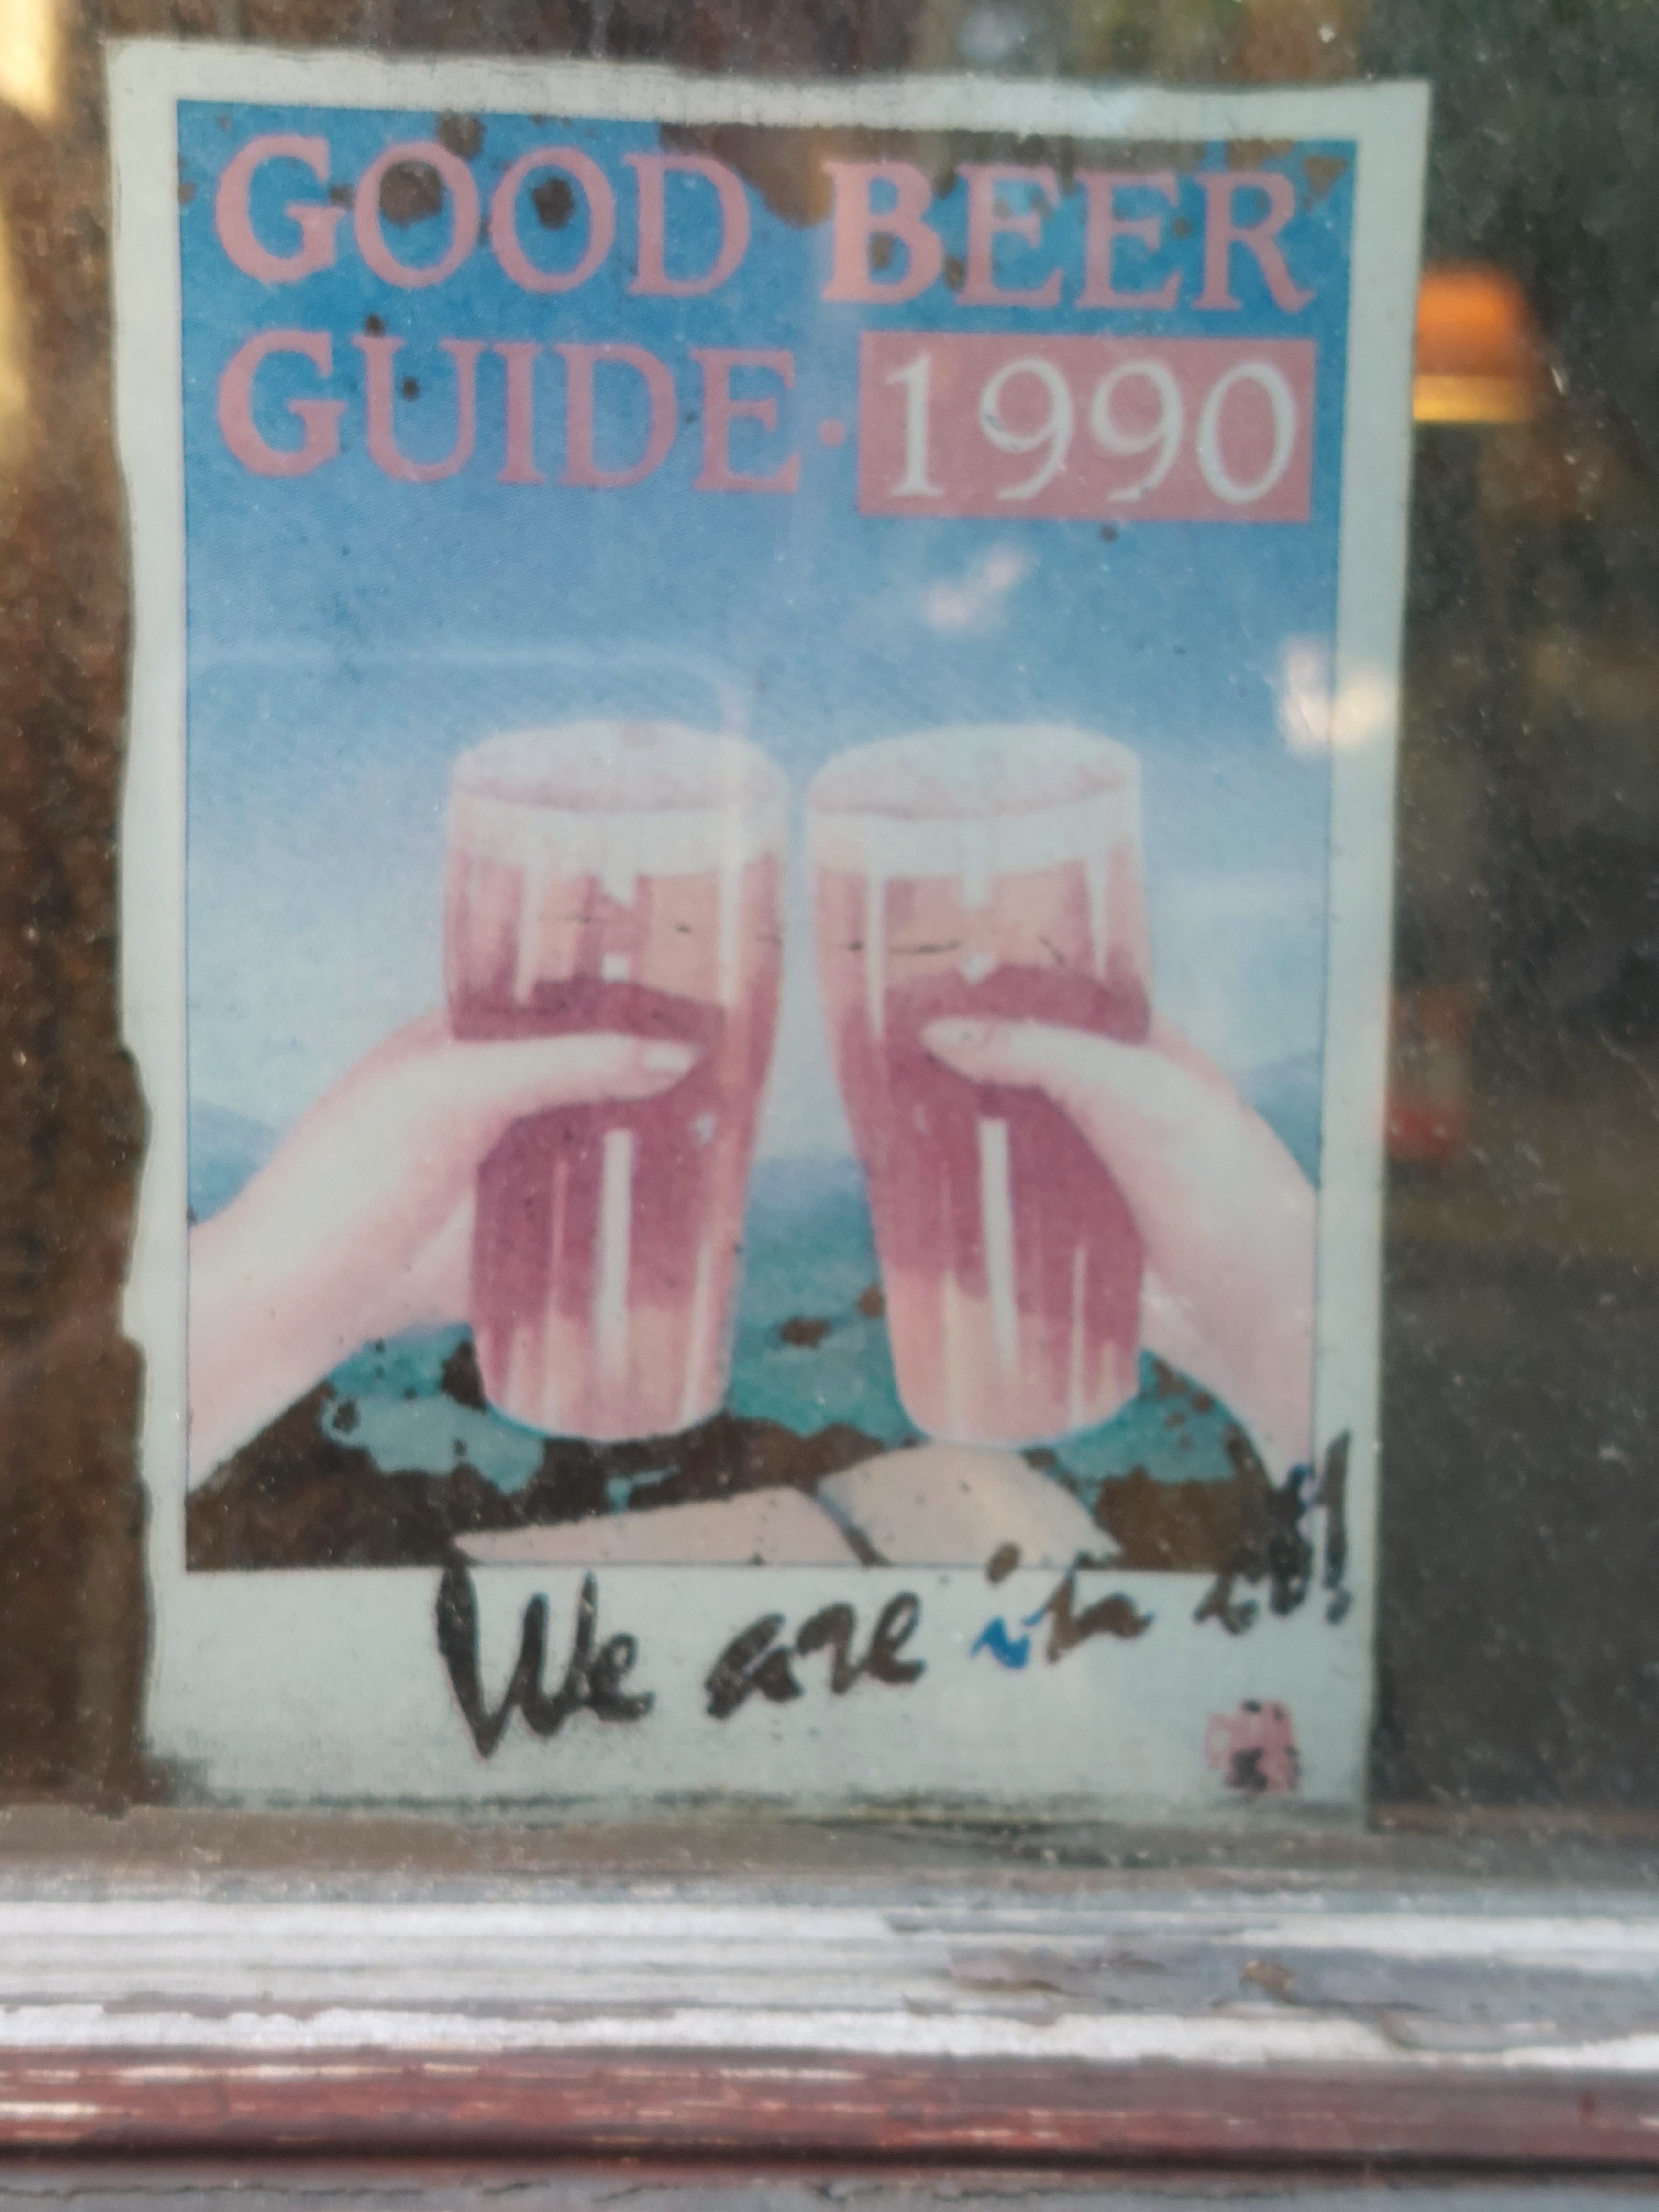 GOOD BEER
GUIDE · 1990
We are in it!